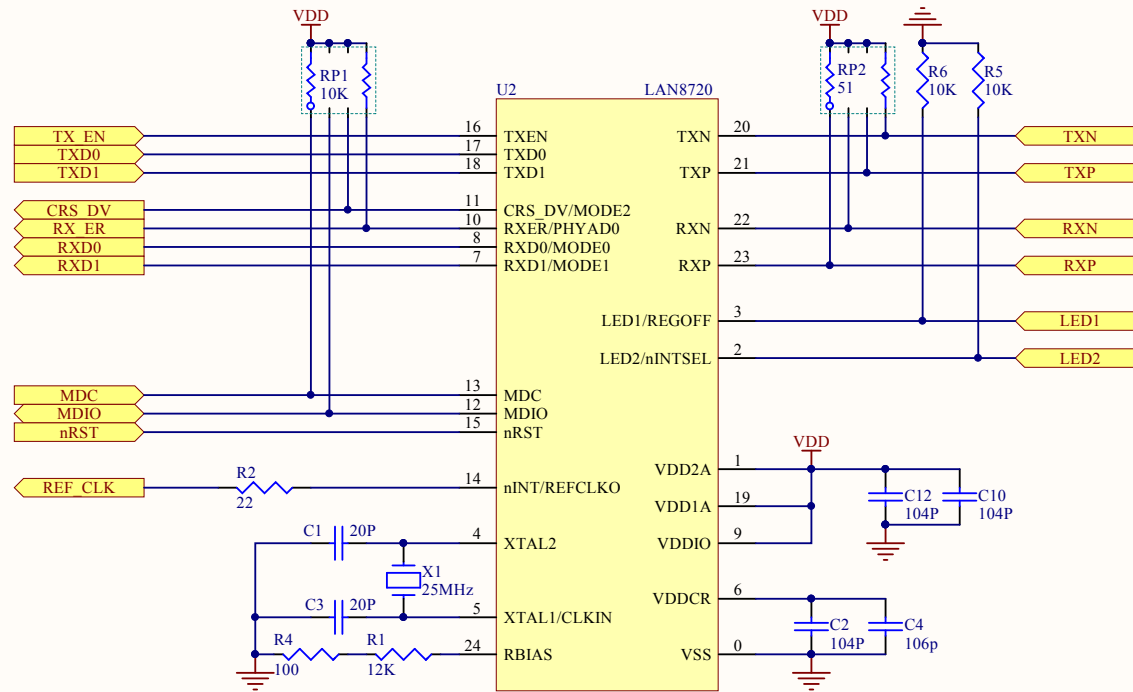 VDD
VDD
RP1
10K
RP2
51
R6
10K
R5
10K
U2
LAN8720
TX_EN
16
TXEN
TXN
20
TXN
TXD0
17
TXD0
TXD1
18
TXD1
TXP
21
TXP
CRS_DV
11
CRS_DV/MODE2
RX_ER
10
RXER/PHYAD0
RXN
22
RXN
RXD0
8
RXD0/MODE0
RXD1
7
RXD1/MODE1
RXP
23
RXP
LED1/REGOFF
3
LED1
LED2/nINTSEL
2
LED2
MDC
13
MDC
MDIO
12
MDIO
nRST
15
nRST
VDD
REF_CLK
R2
22
14
nINT/REFCLKO
VDD2A
1
VDD1A
19
VDDIO
9
C12
104P
C10
104P
C1
20P
4
XTAL2
X1
25MHz
C3
20P
5
XTAL1/CLKIN
VDDCR
6
C2
104P
C4
106p
R4
100
R1
12K
24
RBIAS
VSS
0